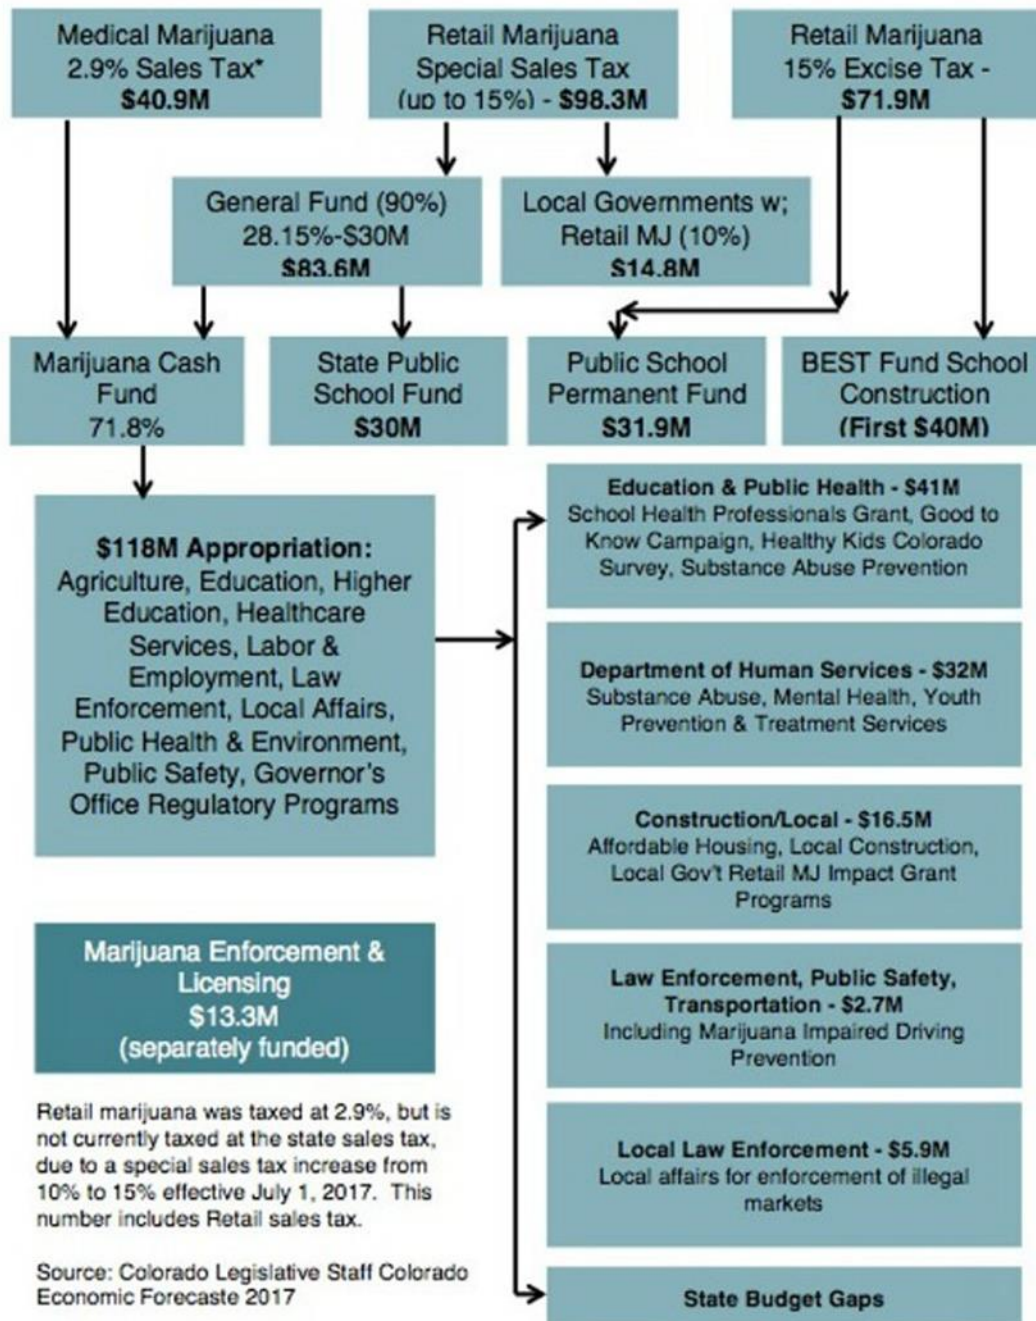 Medical Marijuana
2.9% Sales Tax*
$40.9M
Retail Marijuana
Special Sales Tax
(up to 15%) - $98.3M
Retail Marijuana
15% Excise Tax -
$71.9M
General Fund (90%)
28.15%-$30M
$83.6M
Local Governments w;
Retail MJ (10%)
$14.8M
Marijuana Cash
Fund
71.8%
State Public
School Fund
$30M
Public School
Permanent Fund
$31.9M
BEST Fund School
Construction
(First $40M)
$118M Appropriation:
Agriculture, Education, Higher
Education, Healthcare
Services, Labor &
Employment, Law
Enforcement, Local Affairs,
Public Health & Environment,
Public Safety, Governor's
Office Regulatory Programs
Education & Public Health - $41M
School Health Professionals Grant, Good to
Know Campaign, Healthy Kids Colorado
Survey, Substance Abuse Prevention
Department of Human Services - $32M
Substance Abuse, Mental Health, Youth
Prevention & Treatment Services
Construction/Local - $16.5M
Affordable Housing, Local Construction,
Local Gov't Retail MJ Impact Grant
Programs
Law Enforcement, Public Safety,
Transportation - $2.7M
Including Marijuana Impaired Driving
Prevention
Local Law Enforcement - $5.9M
Local affairs for enforcement of illegal
markets
State Budget Gaps
Marijuana Enforcement &
Licensing
$13.3M
(separately funded)
Retail marijuana was taxed at 2.9%, but is
not currently taxed at the state sales tax,
due to a special sales tax increase from
10% to 15% effective July 1, 2017. This
number includes Retail sales tax.
Source: Colorado Legislative Staff Colorado
Economic Forecaste 2017